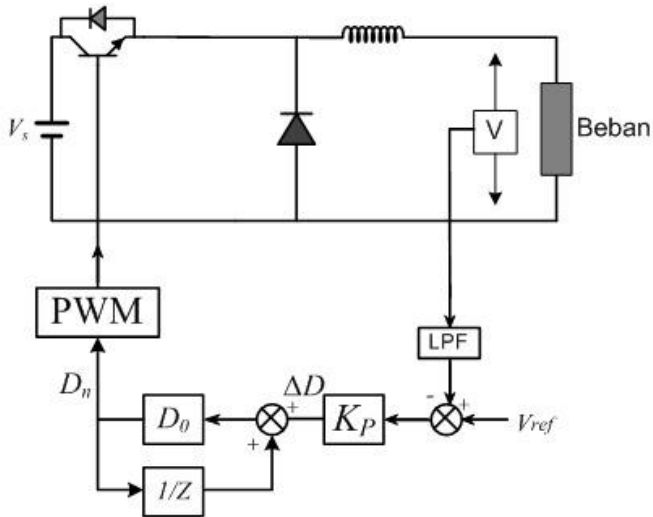 Vs
V
Beban
PWM
LPF
Dn
D0
ΔD
+
+
KP
-
+
Vref
1/Z